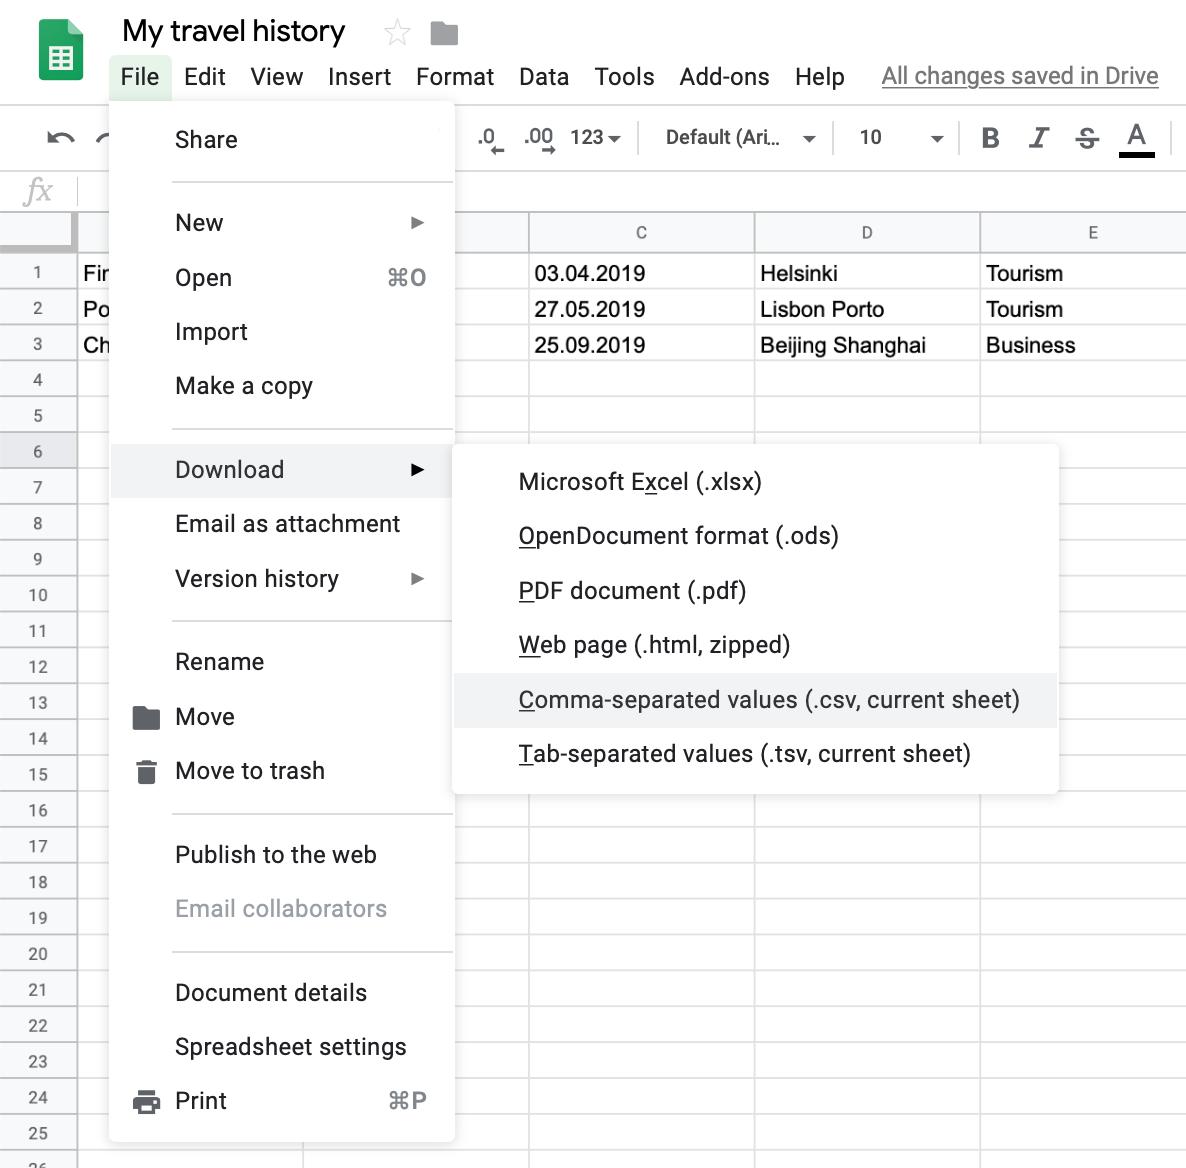 My travel history
File Edit View Insert Format Data Tools Add-ons Help All changes saved in Drive
.0 .00 123 Default (Ari... 10 B I S A
fx
C D E
1 Fir 03.04.2019 Helsinki Tourism
2 Po 27.05.2019 Lisbon Porto Tourism
3 Ch 25.09.2019 Beijing Shanghai Business
4
5
6
7
8
9
10
11
12
13
14
15
16
17
18
19
20
21
22
23
24
25
Share
New
Open ⌘O
Import
Make a copy
Download
Email as attachment
Version history
Rename
Move
Move to trash
Publish to the web
Email collaborators
Document details
Spreadsheet settings
Print ⌘P
Microsoft Excel (.xlsx)
OpenDocument format (.ods)
PDF document (.pdf)
Web page (.html, zipped)
Comma-separated values (.csv, current sheet)
Tab-separated values (.tsv, current sheet)